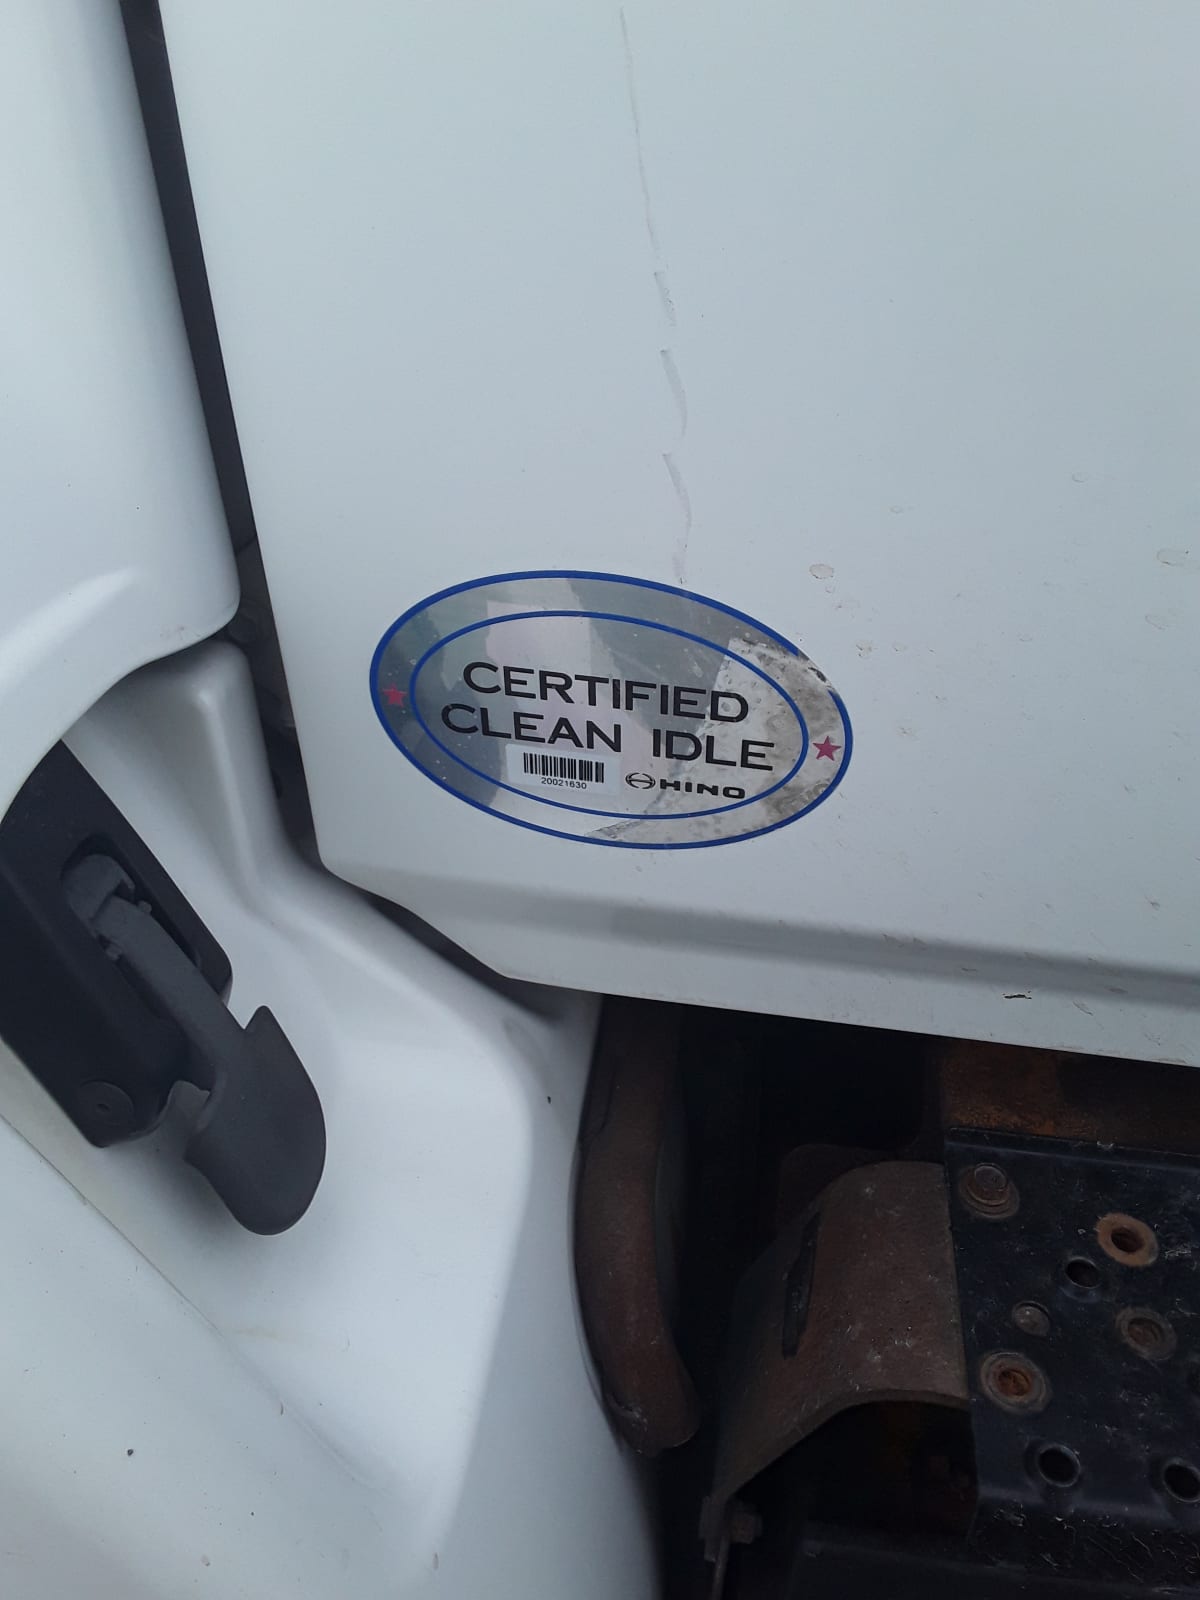 CERTIFIED
CLEAN IDLE
20021630
HINO